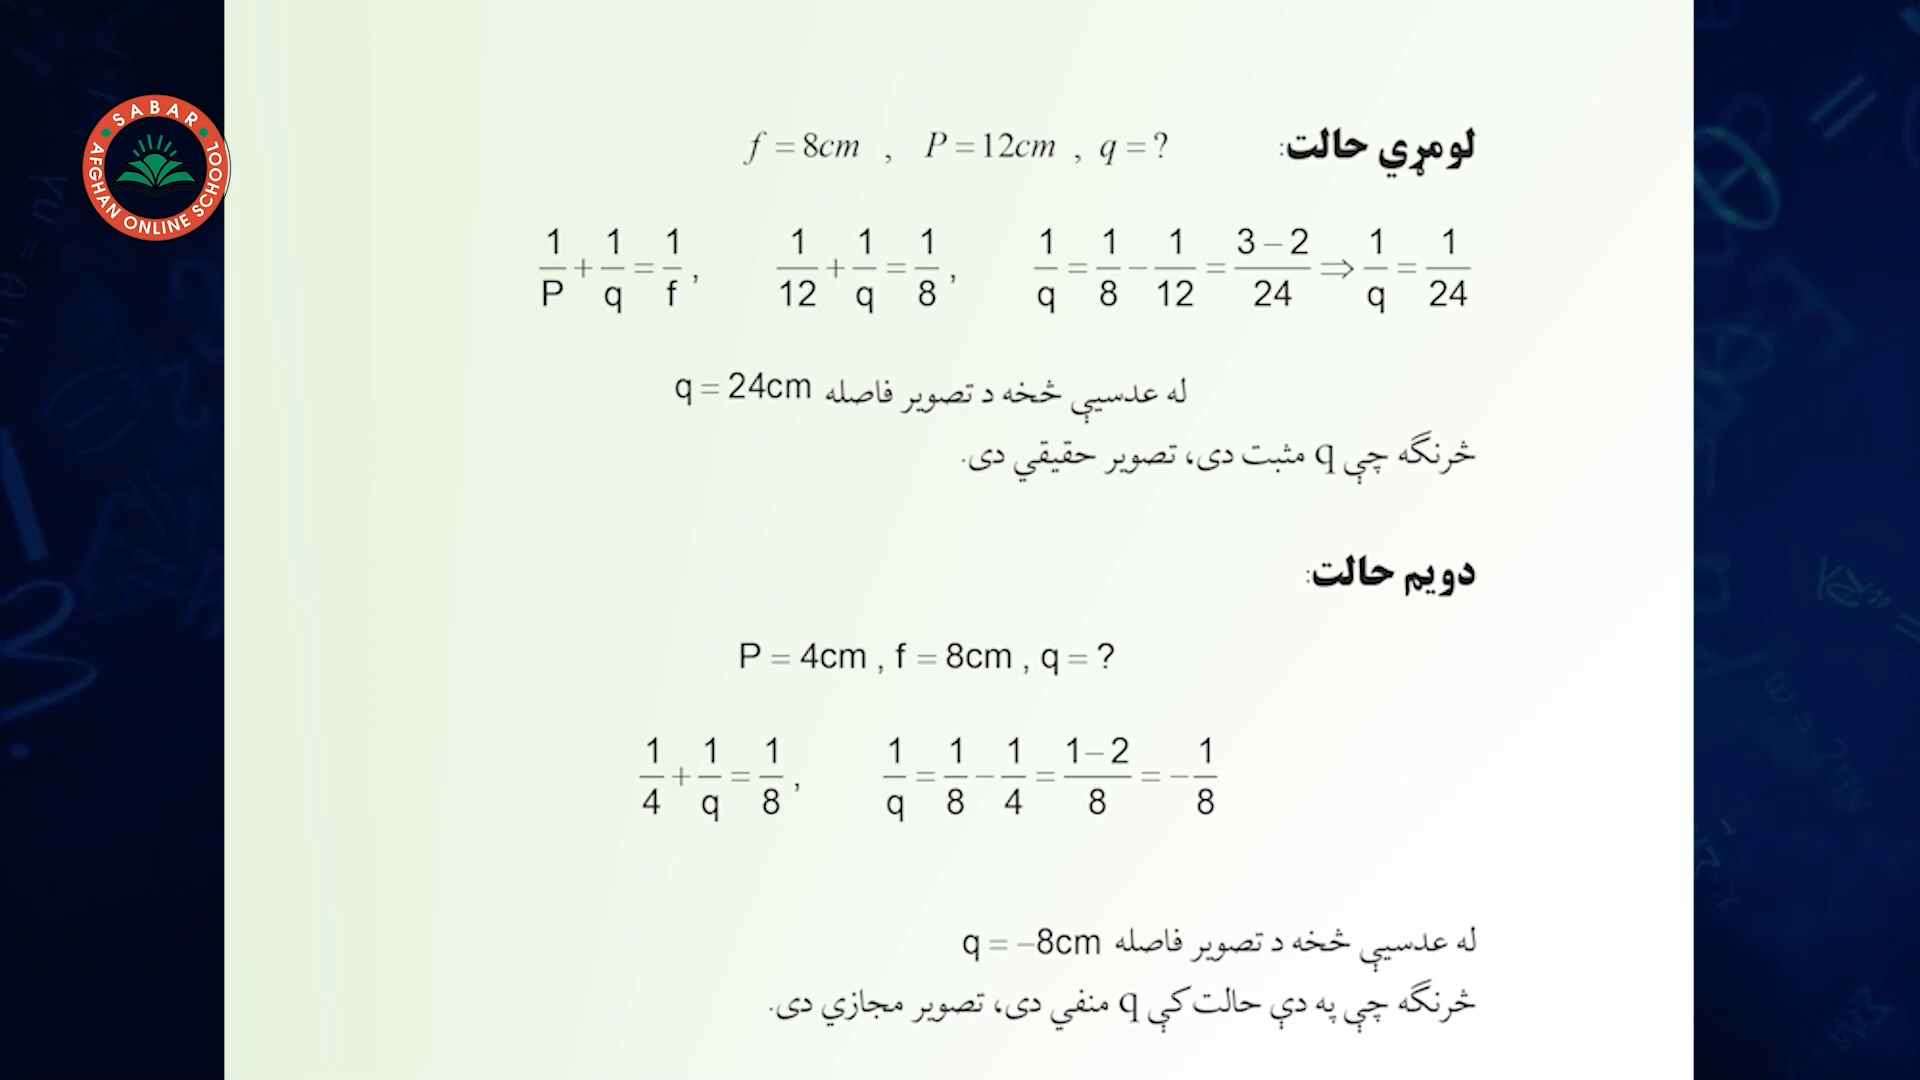 SABAR
AFGHAN ONLINE SCHOOL
لومړي حالت: f = 8cm , P = 12cm , q = ?
1/P + 1/q = 1/f , 1/12 + 1/q = 1/8 , 1/q = 1/8 − 1/12 = (3 − 2)/24 ⇒ 1/q = 1/24
له عدسيې څخه د تصوير فاصله q = 24cm
څرنګه چې q مثبت دی، تصوير حقيقي دی.
دويم حالت:
P = 4cm , f = 8cm , q = ?
1/4 + 1/q = 1/8 , 1/q = 1/8 − 1/4 = (1 − 2)/8 = −1/8
له عدسيې څخه د تصوير فاصله q = −8cm
څرنګه چې په دې حالت کې q منفي دی، تصوير مجازي دی.